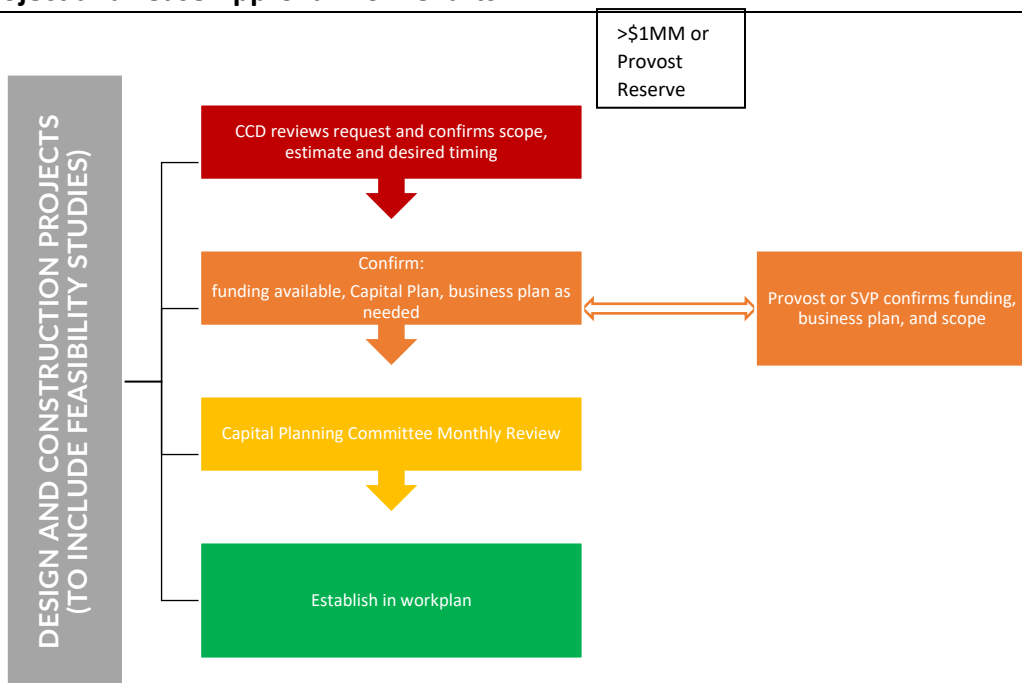 >$1MM or
Provost
Reserve
DESIGN AND CONSTRUCTION PROJECTS
(TO INCLUDE FEASIBILITY STUDIES)
CCD reviews request and confirms scope,
estimate and desired timing
Confirm:
funding available, Capital Plan, business plan as
needed
Provost or SVP confirms funding,
business plan, and scope
Capital Planning Committee Monthly Review
Establish in workplan